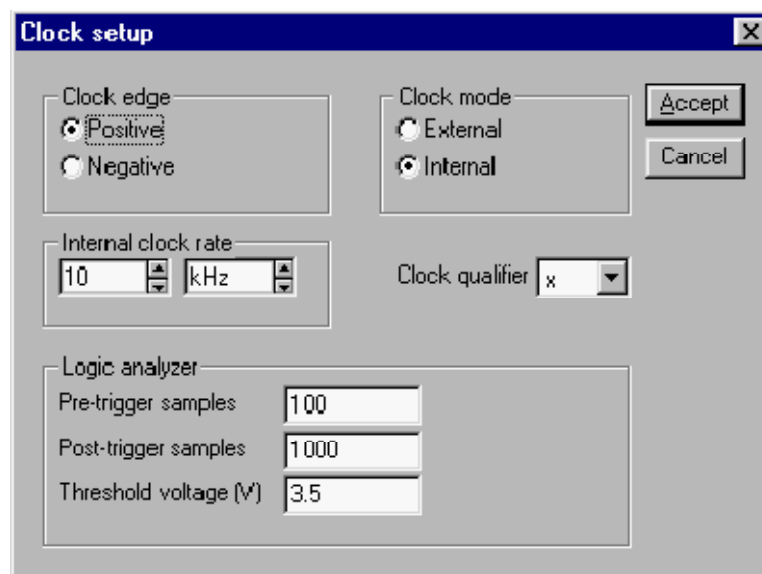 Clock setup
Clock edge
Positive
Negative
Clock mode
External
Internal
Accept
Cancel
Internal clock rate
10 kHz
Clock qualifier x
Logic analyzer
Pre-trigger samples 100
Post-trigger samples 1000
Threshold voltage (V) 3.5